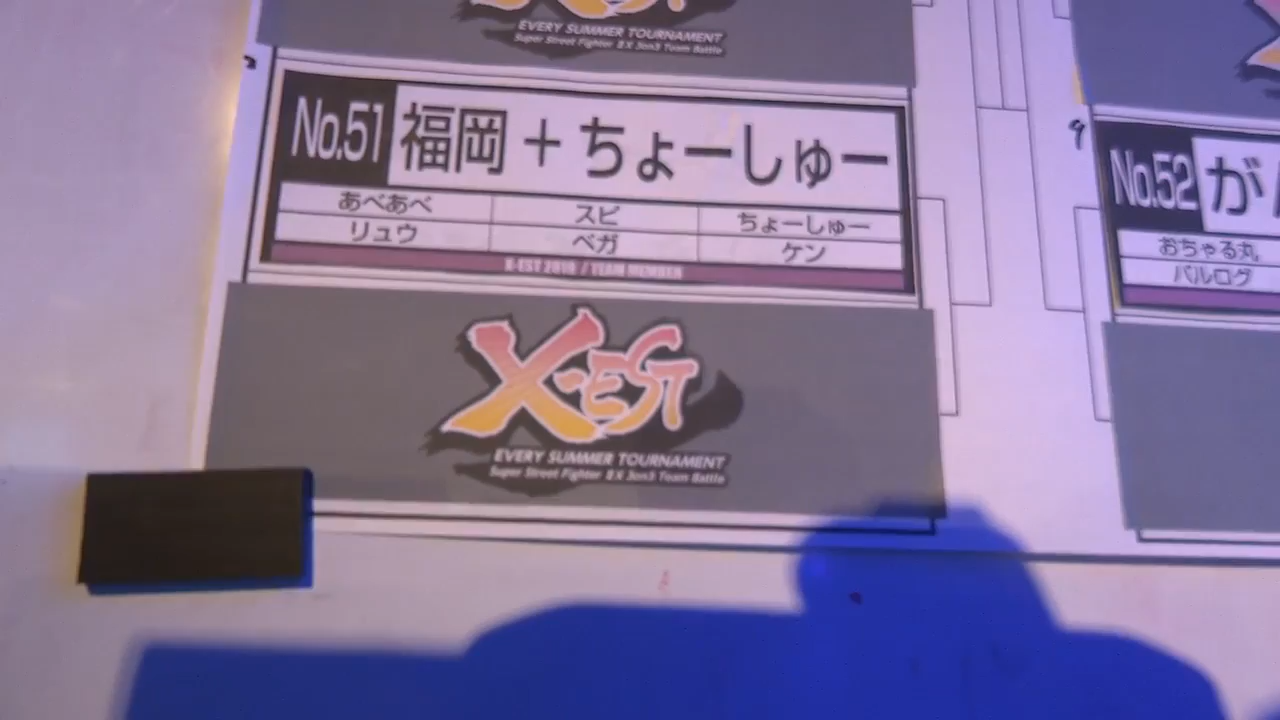 EST
EVERY SUMMER TOURNAMENT
Super Street Fighter II X 3on3 Team Battle
No.51 福岡＋ちょーしゅー
あべあべ スピ ちょーしゅー
リュウ ベガ ケン
X-EST 2019 / TEAM MEMBER
X-EST
EVERY SUMMER TOURNAMENT
Super Street Fighter II X 3on3 Team Battle
9
No.52 が
おちゃる丸
バルログ